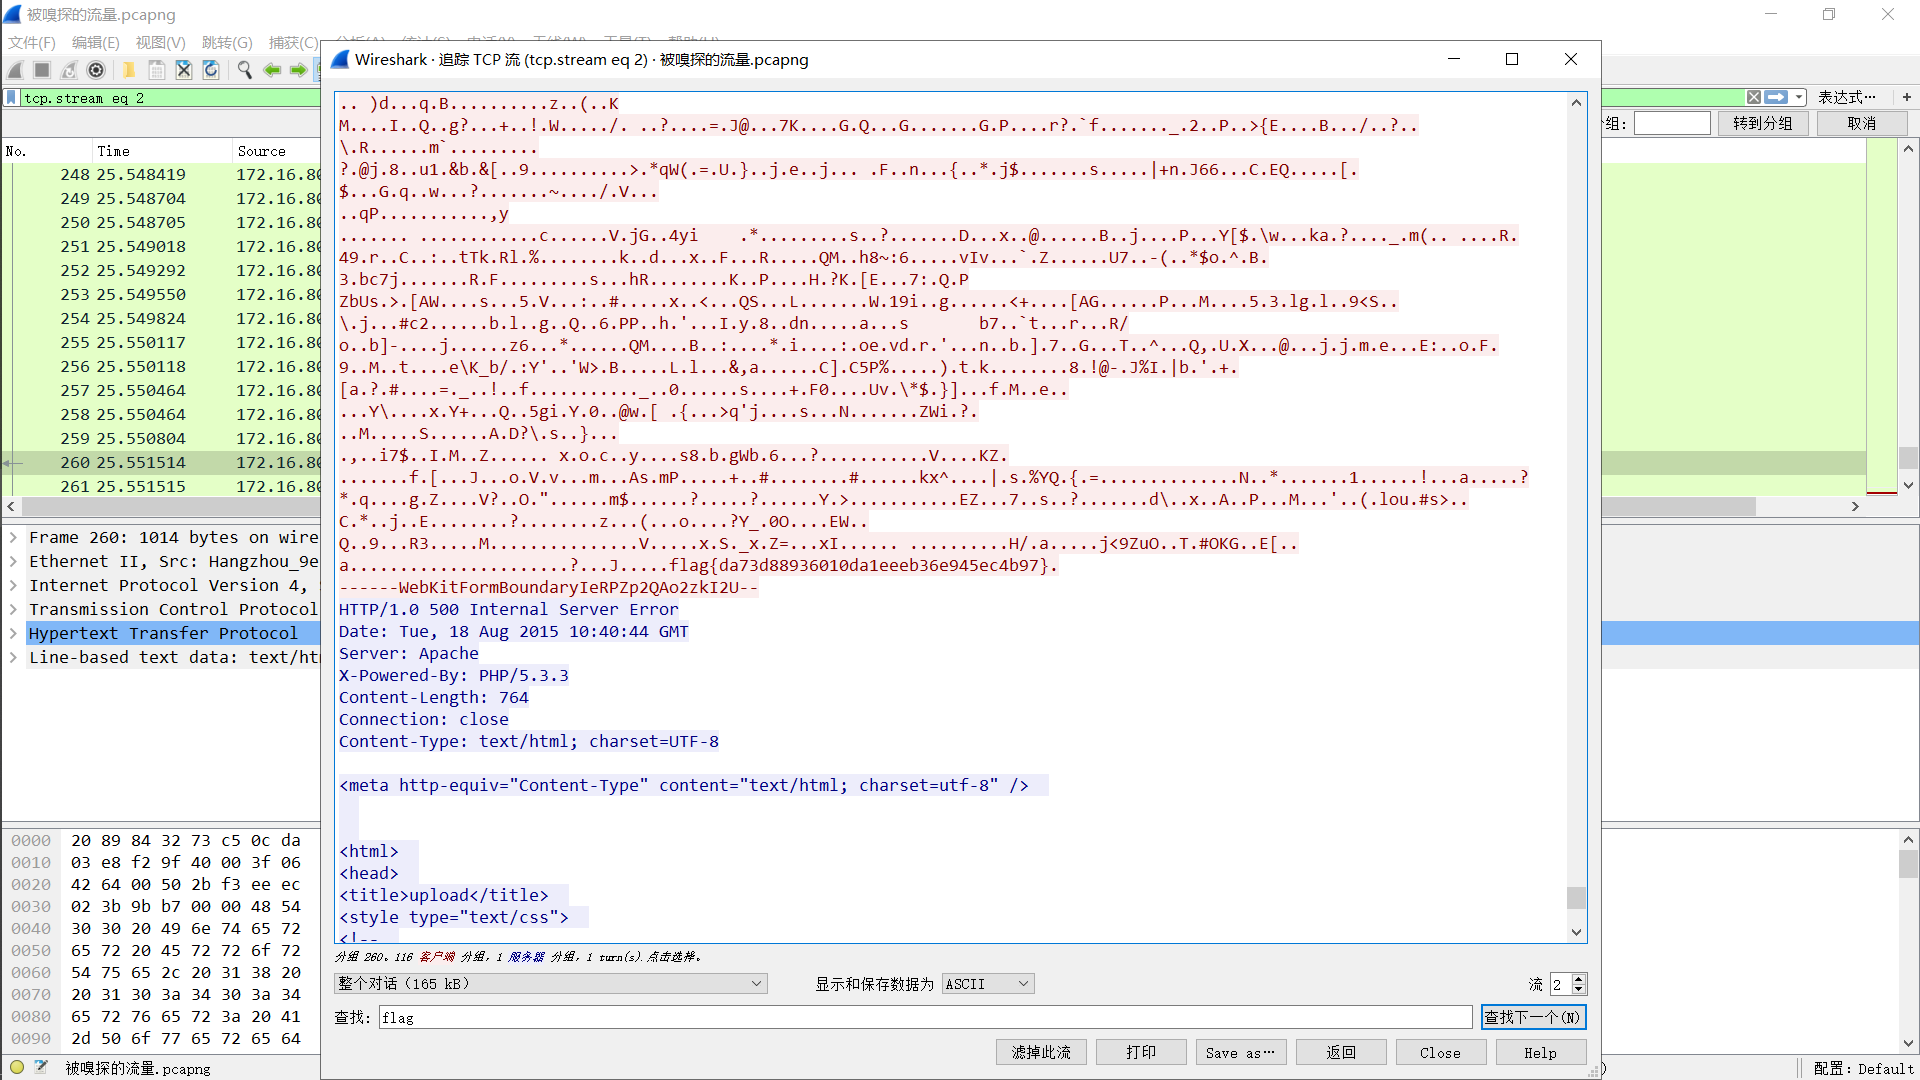 被嗅探的流量.pcapng
文件(F) 编辑(E) 视图(V) 跳转(G) 捕获(C)
tcp.stream eq 2
表达式…
+
转到分组
取消
No. Time Source
248 25.548419 172.16.80
249 25.548704 172.16.80
250 25.548705 172.16.80
251 25.549018 172.16.80
252 25.549292 172.16.80
253 25.549550 172.16.80
254 25.549824 172.16.80
255 25.550117 172.16.80
256 25.550118 172.16.80
257 25.550464 172.16.80
258 25.550464 172.16.80
259 25.550804 172.16.80
260 25.551514 172.16.80
261 25.551515 172.16.80
Frame 260: 1014 bytes on wire
Ethernet II, Src: Hangzhou_9e
Internet Protocol Version 4,
Transmission Control Protocol
Hypertext Transfer Protocol
Line-based text data: text/ht
0000 20 89 84 32 73 c5 0c da
0010 03 e8 f2 9f 40 00 3f 06
0020 42 64 00 50 2b f3 ee ec
0030 02 3b 9b b7 00 00 48 54
0040 30 30 20 49 6e 74 65 72
0050 65 72 20 45 72 72 6f 72
0060 54 75 65 2c 20 31 38 20
0070 20 31 30 3a 34 30 3a 34
0080 65 72 76 65 72 3a 20 41
0090 2d 50 6f 77 65 72 65 64
被嗅探的流量.pcapng
配置：Default
Wireshark · 追踪 TCP 流 (tcp.stream eq 2) · 被嗅探的流量.pcapng
.. )d...q.B..........z..(..K
M....I..Q..g?...+..!.W...../. ..?....=.J@...7K....G.Q...G.......G.P....r?.`f......._.2..P..>{E....B.../..?..
\.R......m`.........
?.@j.8..u1.&b.&[..9..........>.*qW(.=.U.}..j.e..j... .F..n...{..*.j$.......s.....|+n.J66...C.EQ.....[.
$...G.q..w...?.......~..../.V...
..qP...........,y
....... ............c......V.jG..4yi .*.........s..?.......D...x..@......B..j....P...Y[$.\w...ka.?...._.m(.. ....R.
49.r..C..:..tTk.Rl.%........k..d...x..F...R.....QM..h8~:6.....vIv...`.Z......U7..-(..*$o.^.B.
3.bc7j.......R.F.........s...hR........K..P....H.?K.[E...7:.Q.P
ZbUs.>.[AW....s...5.V...:..#.....x..<...QS...L.......W.19i..g......<+....[AG......P...M....5.3.lg.l..9<S..
\.j...#c2......b.l..g..Q..6.PP..h.'...I.y.8..dn.....a...s b7..`t...r...R/
o..b]-....j......z6...*......QM....B..:....*.i....:.oe.vd.r.'...n..b.].7..G...T..^...Q,.U.X...@...j.j.m.e...E:..o.F.
9..M..t....e\K_b/.:Y'..'W>.B.....L.l...&,a......C].C5P%.....).t.k........8.!@-.J%I.|b.'.+.
[a.?.#....=._..!..f..........._..0......s....+.F0....Uv.\*$.}]...f.M..e..
...Y\....x.Y+...Q..5gi.Y.0..@w.[ .{...>q'j....s...N.......ZWi.?.
..M.....S......A.D?\.s..}...
.,..i7$..I.M..Z...... x.o.c..y....s8.b.gWb.6...?...........V....KZ.
.......f.[...J...o.V.v...m...As.mP.....+..#........#......kx^....|.s.%YQ.{.=..............N..*.......1......!...a.....?
*.q....g.Z....V?..O."......m$......?.....?......Y.>...........EZ...7..s..?.......d\..x..A..P...M...'..(.lou.#s>..
C.*..j..E........?........z...(...o....?Y_.0O....EW..
Q..9...R3.....M...............V.....x.S._x.Z=...xI...... ..........H/.a.....j<9ZuO..T.#OKG..E[..
a......................?...J.....flag{da73d88936010da1eeeb36e945ec4b97}.
------WebKitFormBoundaryIeRPZp2QAo2zkI2U--
HTTP/1.0 500 Internal Server Error
Date: Tue, 18 Aug 2015 10:40:44 GMT
Server: Apache
X-Powered-By: PHP/5.3.3
Content-Length: 764
Connection: close
Content-Type: text/html; charset=UTF-8
<meta http-equiv="Content-Type" content="text/html; charset=utf-8" />
<html>
<head>
<title>upload</title>
<style type="text/css">
<!--
分组 260。116 客户端 分组，1 服务器 分组，1 turn(s).点击选择。
整个对话 (165 kB)
显示和保存数据为 ASCII
流 2
查找: flag
查找下一个(N)
滤掉此流
打印
Save as…
返回
Close
Help